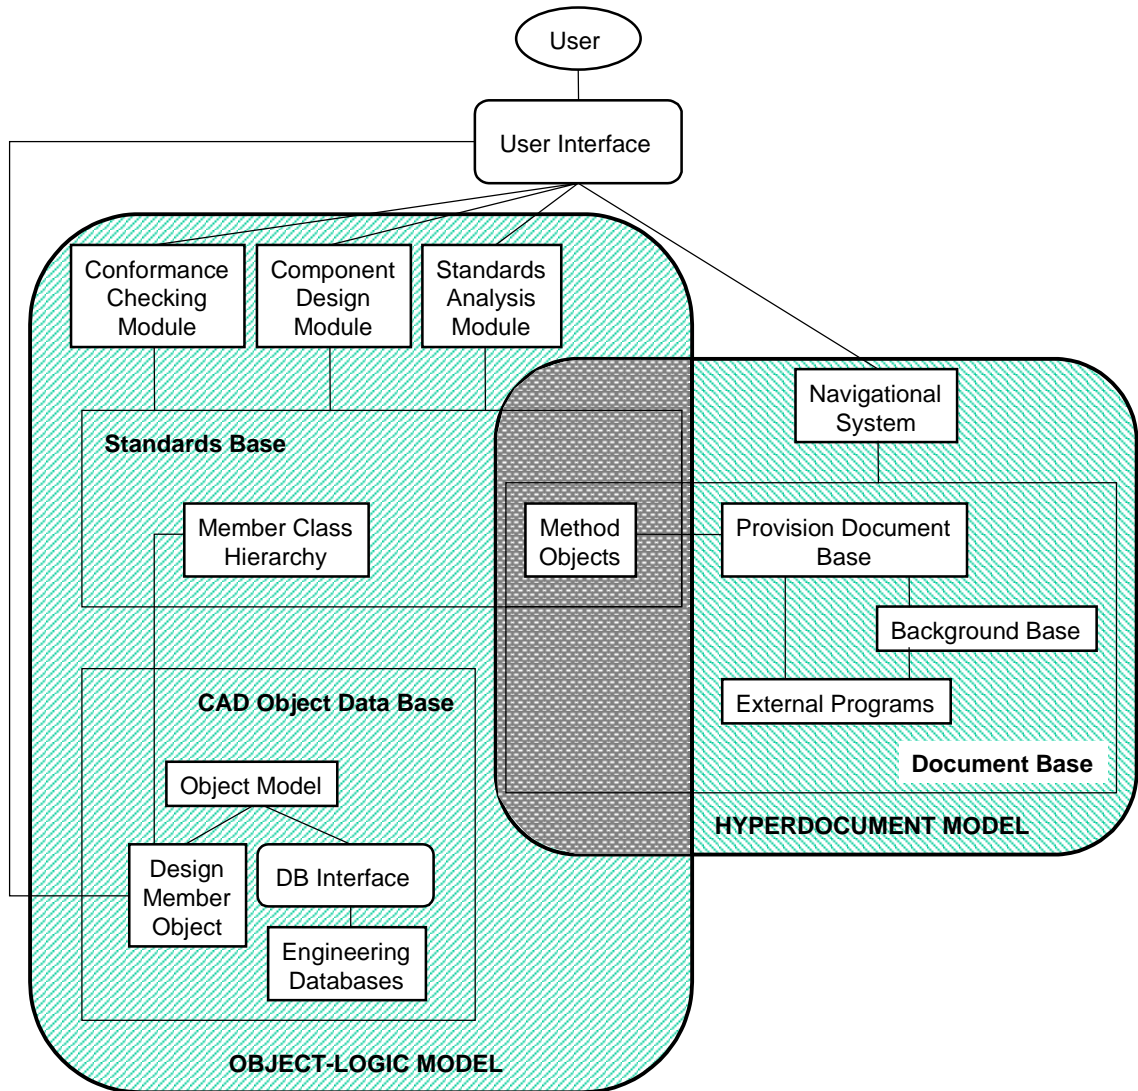 User
User Interface
Conformance
Checking
Module
Component
Design
Module
Standards
Analysis
Module
Navigational
System
Standards Base
Member Class
Hierarchy
Method
Objects
Provision Document
Base
Background Base
External Programs
Document Base
HYPERDOCUMENT MODEL
CAD Object Data Base
Object Model
Design
Member
Object
DB Interface
Engineering
Databases
OBJECT-LOGIC MODEL